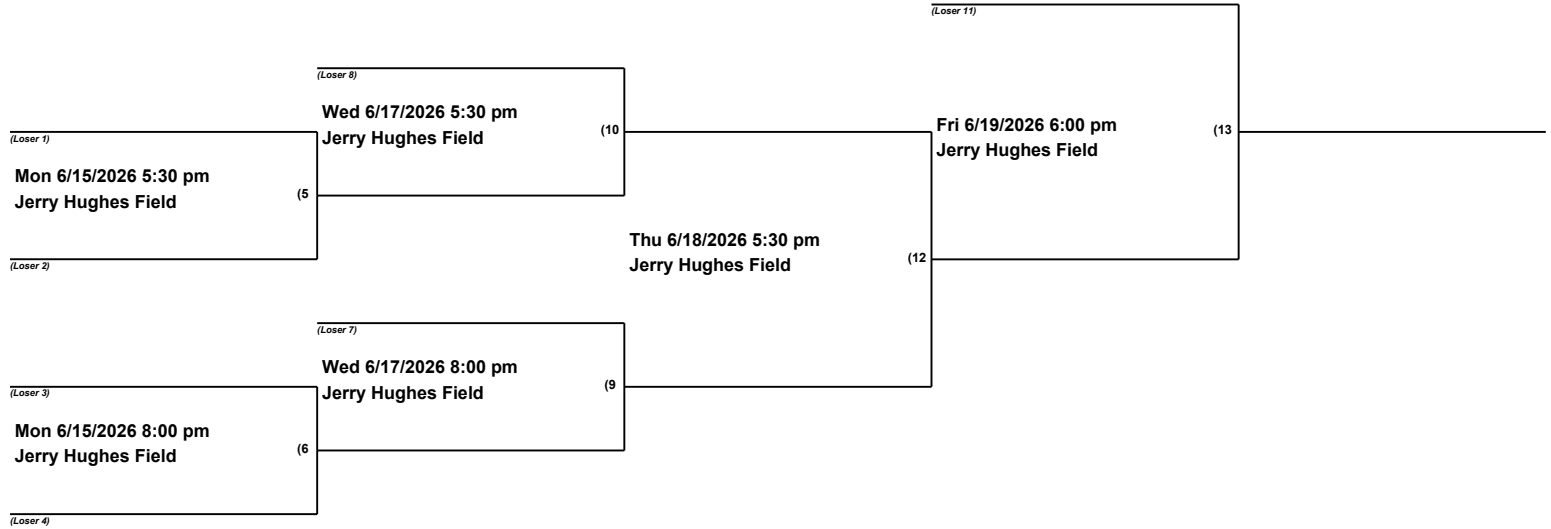 (Loser 11)
(Loser 8)
Wed 6/17/2026 5:30 pm
Jerry Hughes Field
(10
Fri 6/19/2026 6:00 pm
Jerry Hughes Field
(13
(Loser 1)
Mon 6/15/2026 5:30 pm
Jerry Hughes Field
(5
Thu 6/18/2026 5:30 pm
Jerry Hughes Field
(12
(Loser 2)
(Loser 7)
Wed 6/17/2026 8:00 pm
Jerry Hughes Field
(9
(Loser 3)
Mon 6/15/2026 8:00 pm
Jerry Hughes Field
(6
(Loser 4)